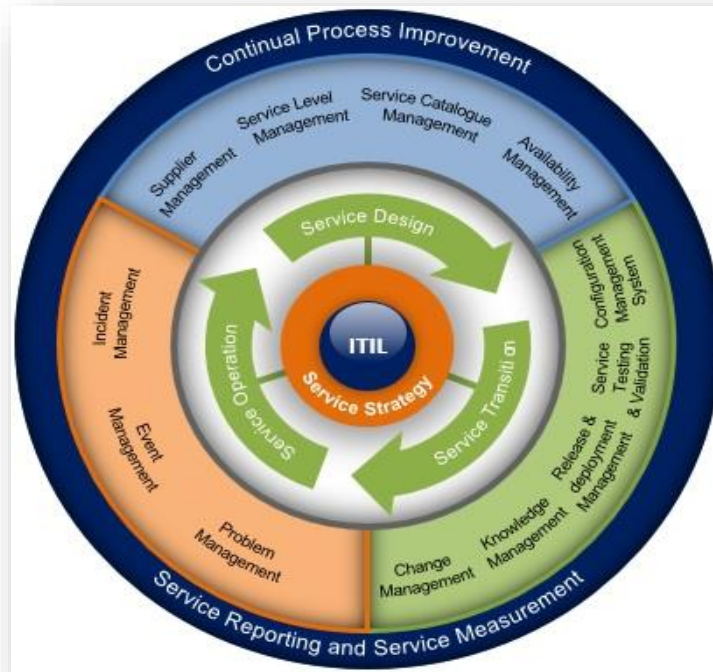 Continual Process Improvement
Supplier
Management
Service Level
Management
Service Catalogue
Management
Availability
Management
Configuration
Management
System
Service
Testing
& Validation
Release &
deployment
Management
Knowledge
Management
Change
Management
Problem
Management
Event
Management
Incident
Management
Service Design
Service Transition
Service Operation
ITIL
Service Strategy
Service Reporting and Service Measurement